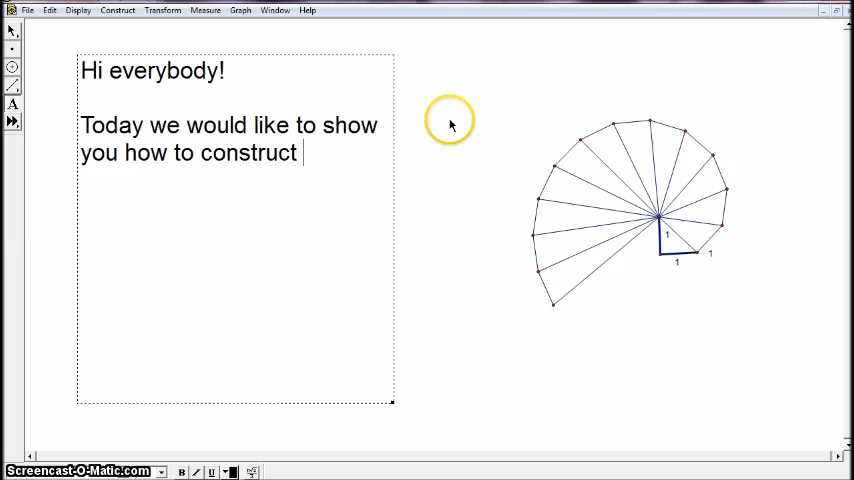 File Edit Display Construct Transform Measure Graph Window Help
Hi everybody!
Today we would like to show
you how to construct
A
1
1
1
Screencast-O-Matic.com
B I U